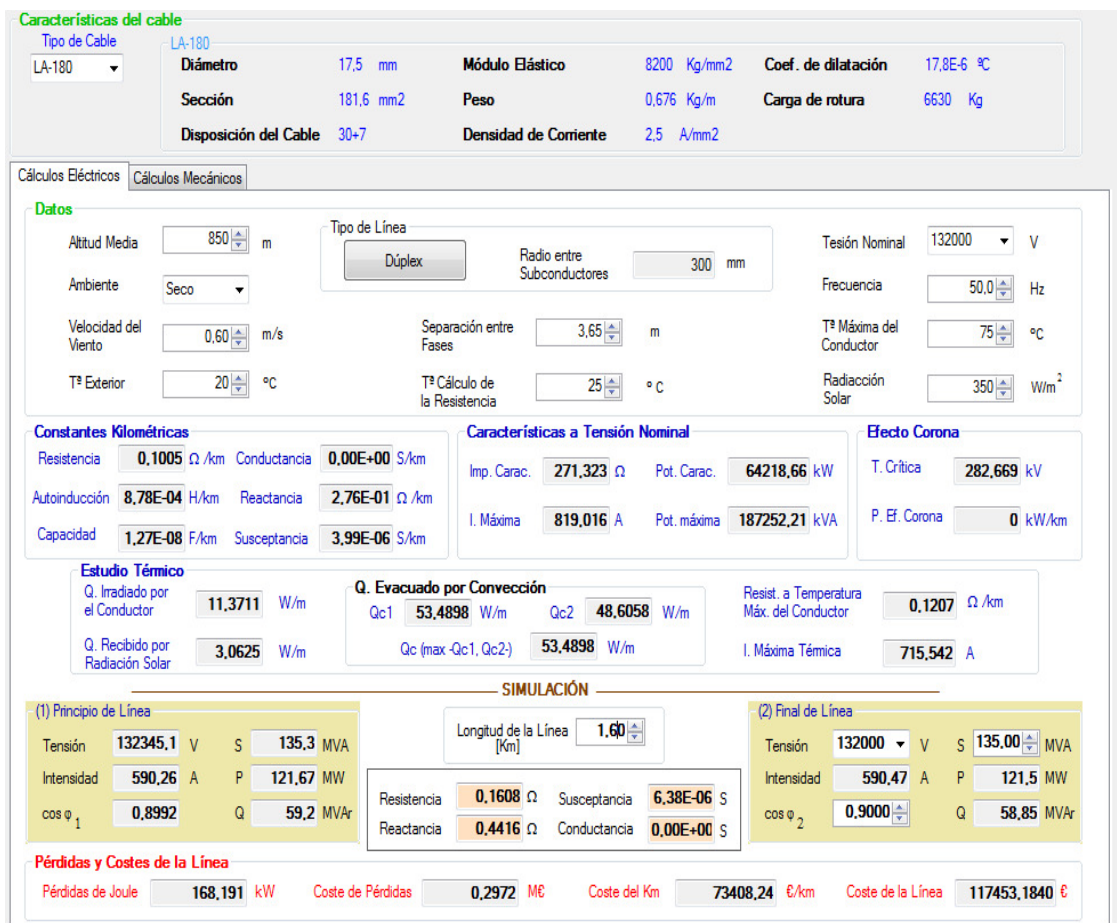 Características del cable
Tipo de Cable
LA-180
LA-180
Diámetro 17,5 mm Módulo Elástico 8200 Kg/mm2 Coef. de dilatación 17,8E-6 ºC
Sección 181,6 mm2 Peso 0,676 Kg/m Carga de rotura 6630 Kg
Disposición del Cable 30+7 Densidad de Corriente 2,5 A/mm2
Cálculos Eléctricos Cálculos Mecánicos
Datos
Altitud Media 850 m
Tipo de Línea
Dúplex Radio entre Subconductores 300 mm
Tesión Nominal 132000 V
Ambiente Seco
Frecuencia 50,0 Hz
Velocidad del Viento 0,60 m/s
Separación entre Fases 3,65 m
Tª Máxima del Conductor 75 ºC
Tª Exterior 20 ºC
Tª Cálculo de la Resistencia 25 º C
Radiacción Solar 350 W/m2
Constantes Kilométricas
Resistencia 0,1005 Ω /km Conductancia 0,00E+00 S/km
Autoinducción 8,78E-04 H/km Reactancia 2,76E-01 Ω /km
Capacidad 1,27E-08 F/km Susceptancia 3,99E-06 S/km
Características a Tensión Nominal
Imp. Carac. 271,323 Ω Pot. Carac. 64218,66 kW
I. Máxima 819,016 A Pot. máxima 187252,21 kVA
Efecto Corona
T. Crítica 282,669 kV
P. Ef. Corona 0 kW/km
Estudio Térmico
Q. Irradiado por el Conductor 11,3711 W/m
Q. Recibido por Radiación Solar 3,0625 W/m
Q. Evacuado por Convección
Qc1 53,4898 W/m Qc2 48,6058 W/m
Qc (max -Qc1, Qc2-) 53,4898 W/m
Resist. a Temperatura Máx. del Conductor 0,1207 Ω /km
I. Máxima Térmica 715,542 A
SIMULACIÓN
(1) Principio de Línea
Tensión 132345,1 V S 135,3 MVA
Intensidad 590,26 A P 121,67 MW
cos φ 1 0,8992 Q 59,2 MVAr
Longitud de la Línea [Km] 1,60
Resistencia 0,1608 Ω Susceptancia 6,38E-06 S
Reactancia 0,4416 Ω Conductancia 0,00E+00 S
(2) Final de Línea
Tensión 132000 V S 135,00 MVA
Intensidad 590,47 A P 121,5 MW
cos φ 2 0,9000 Q 58,85 MVAr
Pérdidas y Costes de la Línea
Pérdidas de Joule 168,191 kW Coste de Pérdidas 0,2972 M€ Coste del Km 73408,24 €/km Coste de la Línea 117453,1840 €